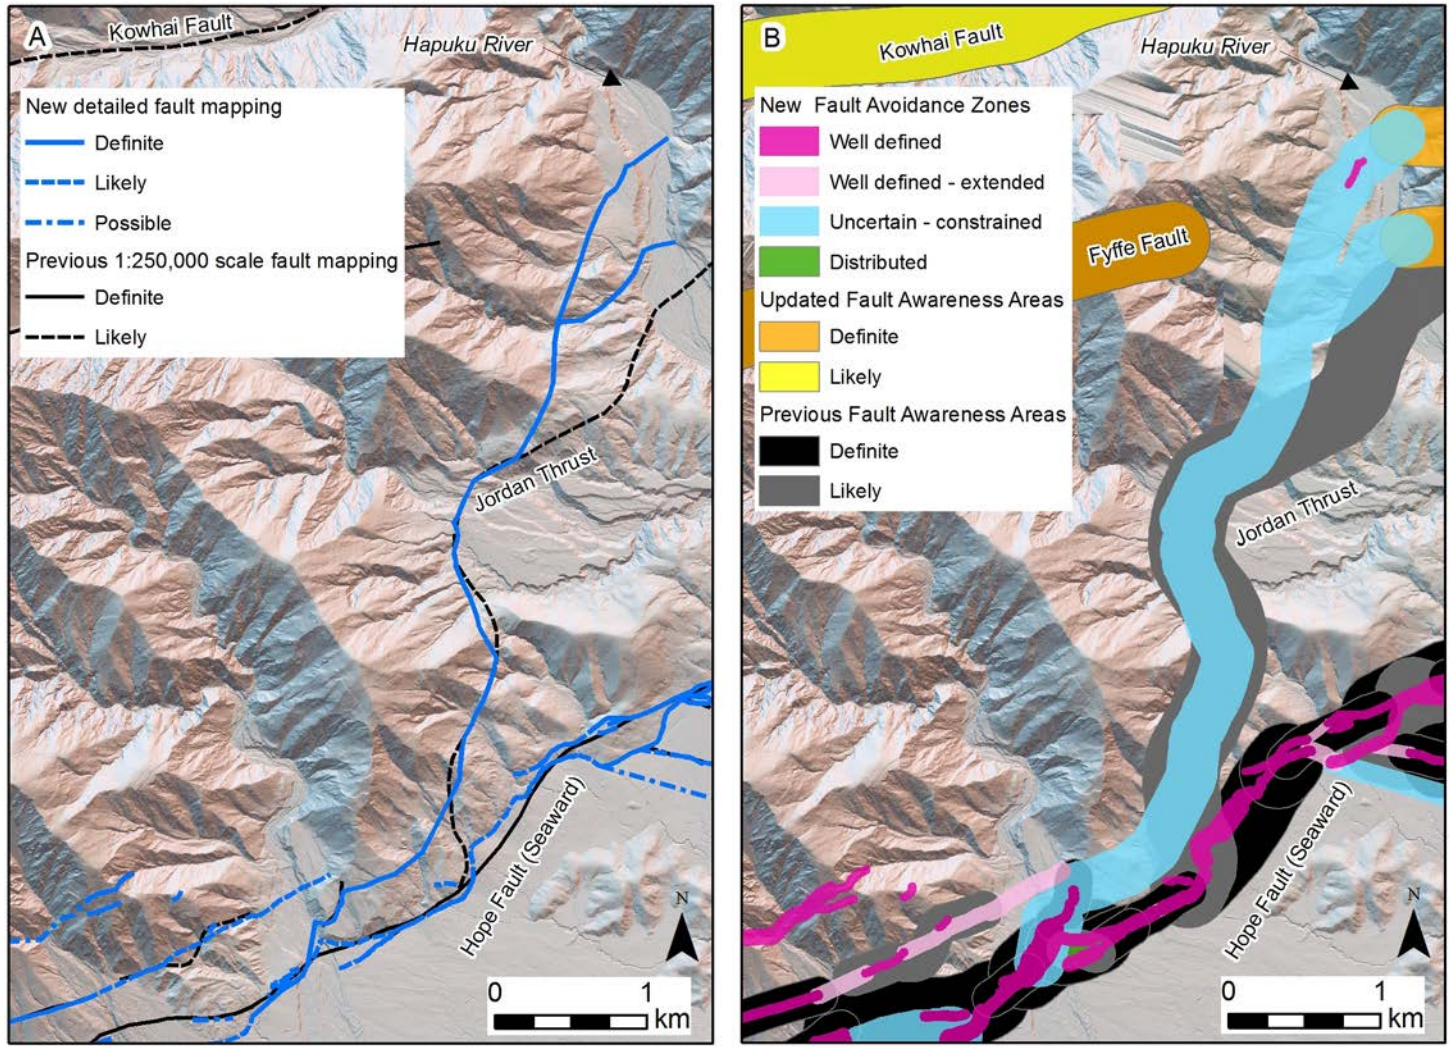 A
Kowhai Fault
Hapuku River
New detailed fault mapping
Definite
Likely
Possible
Previous 1:250,000 scale fault mapping
Definite
Likely
Jordan Thrust
Hope Fault (Seaward)
N
0 1
km
B
Kowhai Fault
Hapuku River
New Fault Avoidance Zones
Well defined
Well defined - extended
Uncertain - constrained
Distributed
Updated Fault Awareness Areas
Definite
Likely
Previous Fault Awareness Areas
Definite
Likely
Fyffe Fault
Jordan Thrust
Hope Fault (Seaward)
N
0 1
km